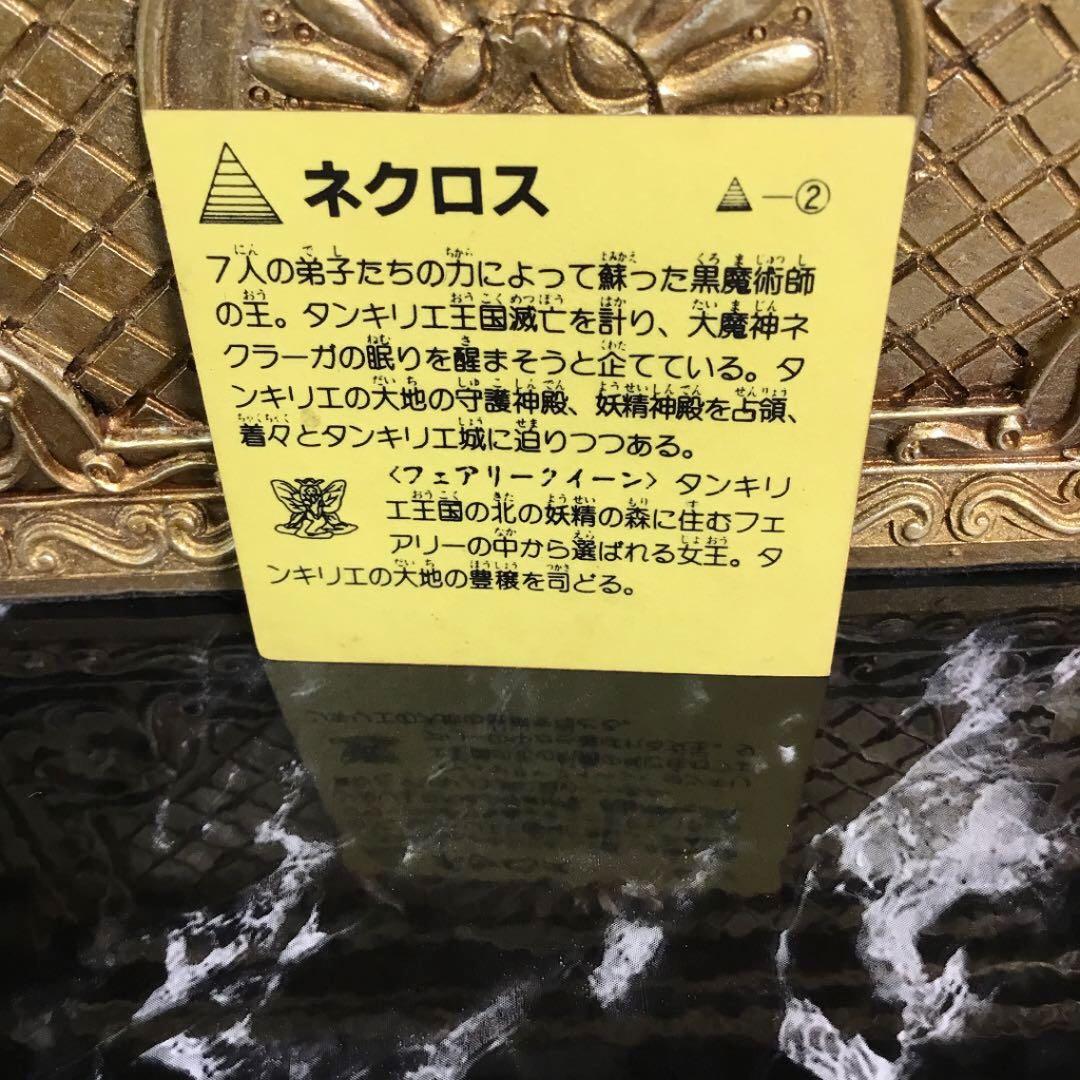 ネクロス
－②
7人の弟子たちの力によって蘇った黒魔術師
の王。タンキリエ王国滅亡を計り、大魔神ネ
クラーガの眠りを醒まそうと企てている。タ
ンキリエの大地の守護神殿、妖精神殿を占領、
着々とタンキリエ城に迫りつつある。
〈フェアリークイーン〉タンキリ
エ王国の北の妖精の森に住むフェ
アリーの中から選ばれる女王。タ
ンキリエの大地の豊穣を司どる。